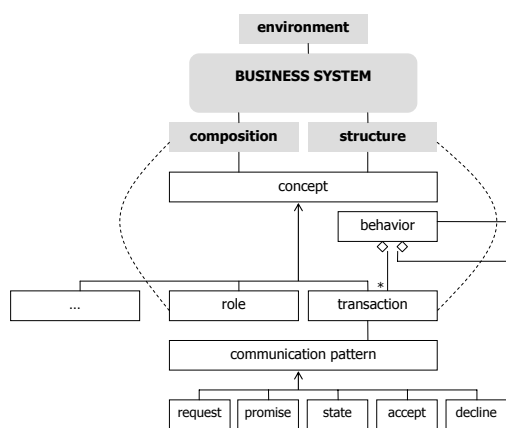 environment
BUSINESS SYSTEM
composition
structure
concept
behavior
*
...
role
transaction
communication pattern
request
promise
state
accept
decline